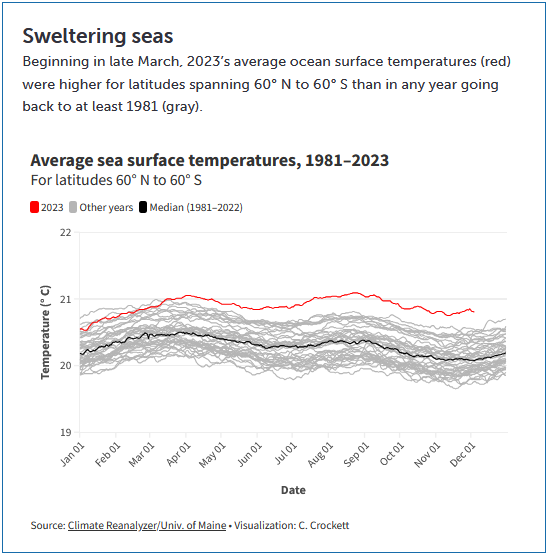 Sweltering seas
Beginning in late March, 2023's average ocean surface temperatures (red)
were higher for latitudes spanning 60° N to 60° S than in any year going
back to at least 1981 (gray).
Average sea surface temperatures, 1981–2023
For latitudes 60° N to 60° S
2023 Other years Median (1981–2022)
22
21
20
19
Temperature (° C)
Jan 01 Feb 01 Mar 01 Apr 01 May 01 Jun 01 Jul 01 Aug 01 Sep 01 Oct 01 Nov 01 Dec 01
Date
Source: Climate Reanalyzer/Univ. of Maine • Visualization: C. Crockett